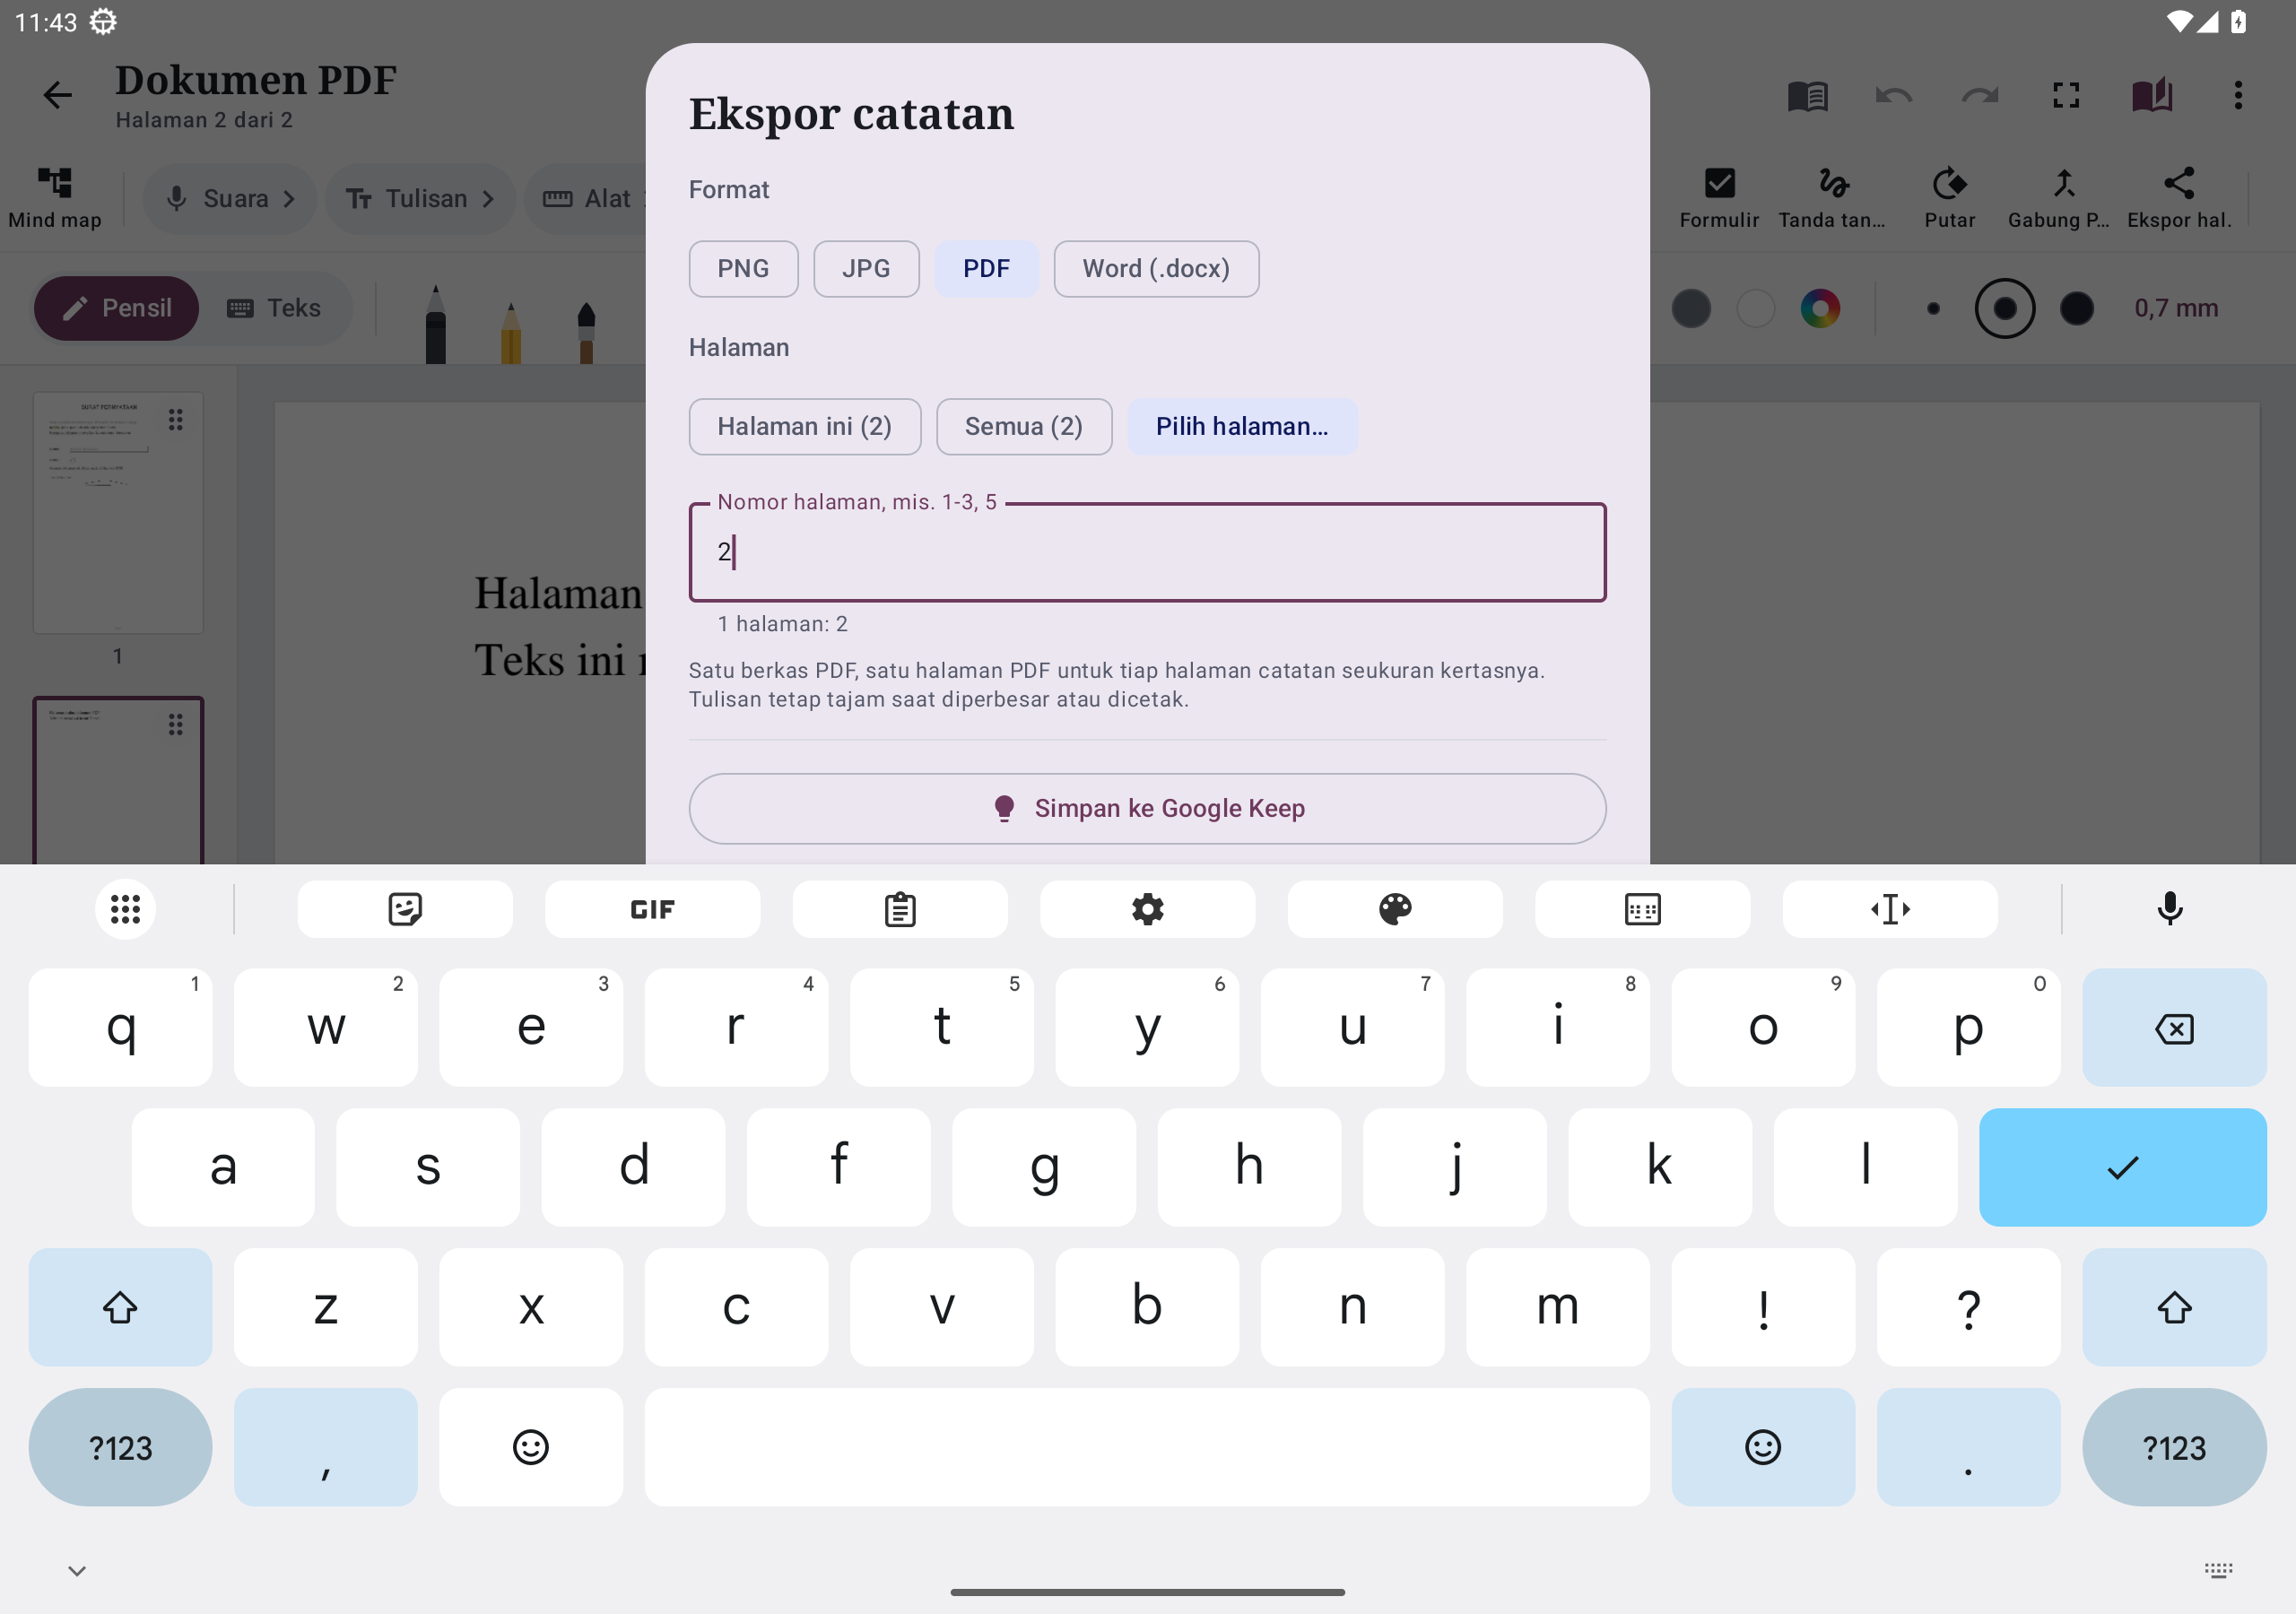 11:43
Dokumen PDF
Halaman 2 dari 2
Mind map
Suara
Tulisan
Alat
Formulir
Tanda tan...
Putar
Gabung P...
Ekspor hal.
Pensil
Teks
0,7 mm
SURAT PERNYATAAN
1
Halaman
Teks ini
Ekspor catatan
Format
PNG
JPG
PDF
Word (.docx)
Halaman
Halaman ini (2)
Semua (2)
Pilih halaman...
Nomor halaman, mis. 1-3, 5
2
1 halaman: 2
Satu berkas PDF, satu halaman PDF untuk tiap halaman catatan seukuran kertasnya.
Tulisan tetap tajam saat diperbesar atau dicetak.
Simpan ke Google Keep
GIF
q 1 w 2 e 3 r 4 t 5 y 6 u 7 i 8 o 9 p 0
a s d f g h j k l
z x c v b n m ! ?
?123 , . ?123